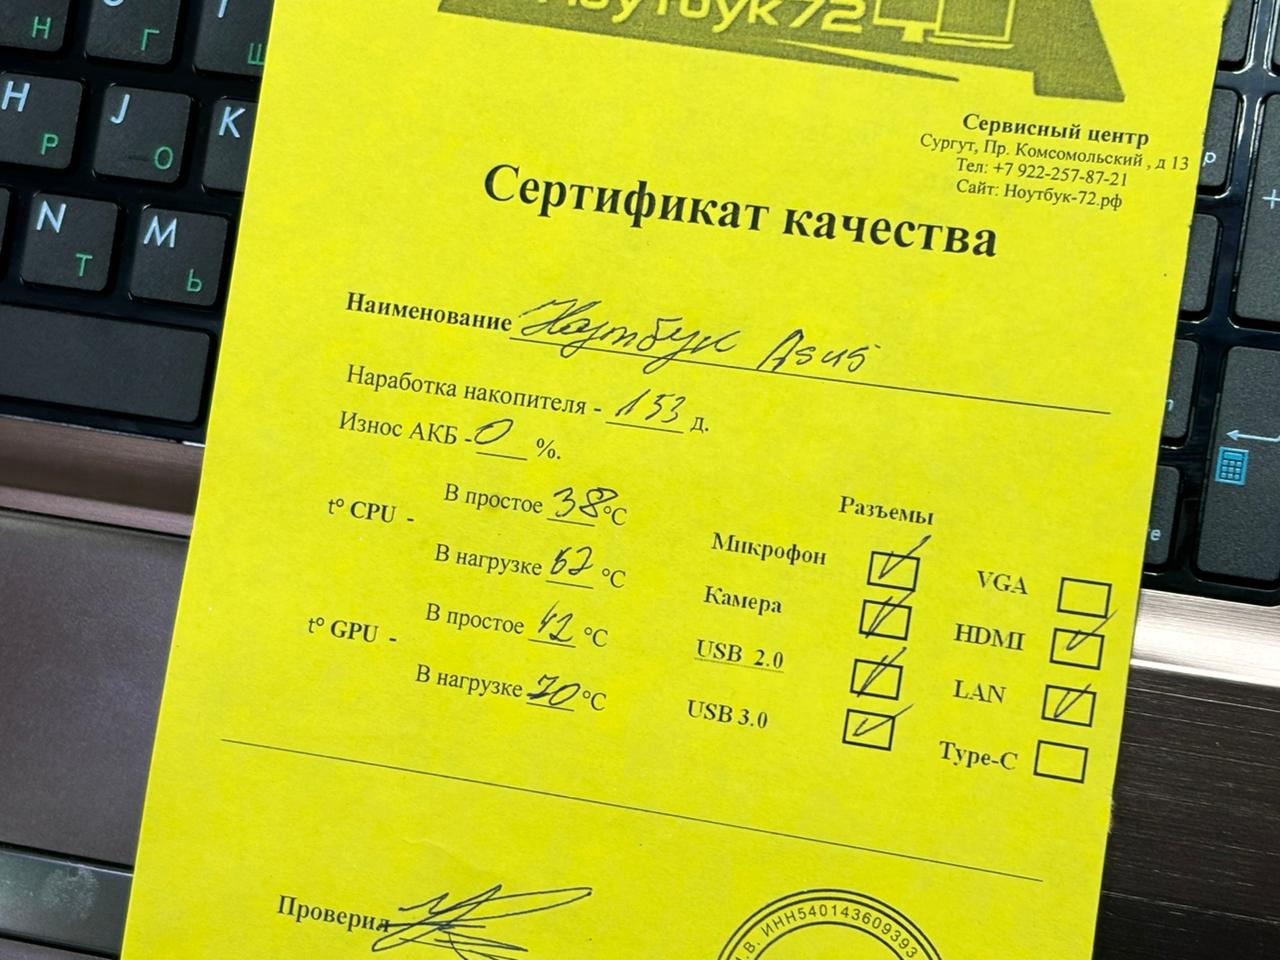 Ноутбук72
Сервисный центр
Сургут, Пр. Комсомольский , д 13
Тел: +7 922-257-87-21
Сайт: Ноутбук-72.рф
Сертификат качества
Наименование Ноутбук Asus
Наработка накопителя - 153 д.
Износ АКБ - 0 %.
t° CPU -
В простое 38 °C
В нагрузке 62 °C
t° GPU -
В простое 42 °C
В нагрузке 70 °C
Разъемы
Микрофон
VGA
Камера
HDMI
USB 2.0
LAN
USB 3.0
Type-C
Проверил
.В. ИНН540143609393
Н Р
Г
Ш
H Р
J О
K
N Т
M Ь